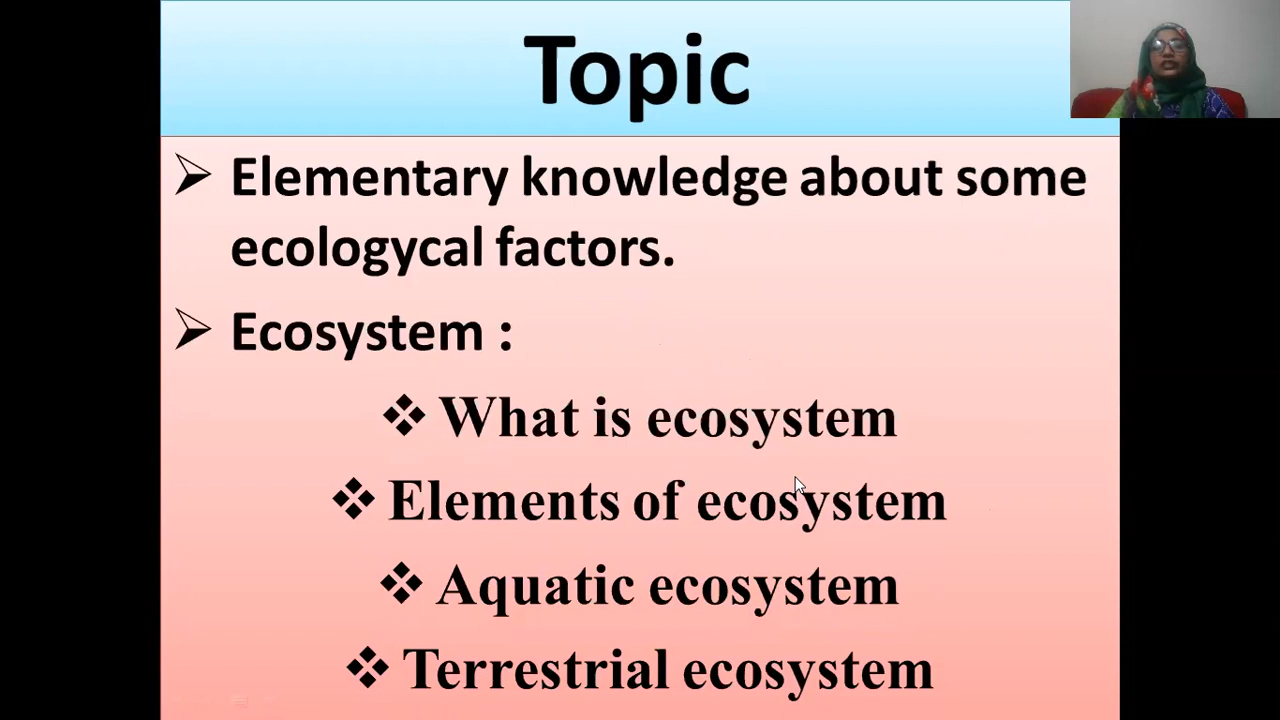 Topic
➢ Elementary knowledge about some
ecologycal factors.
➢ Ecosystem :
❖ What is ecosystem
❖ Elements of ecosystem
❖ Aquatic ecosystem
❖ Terrestrial ecosystem